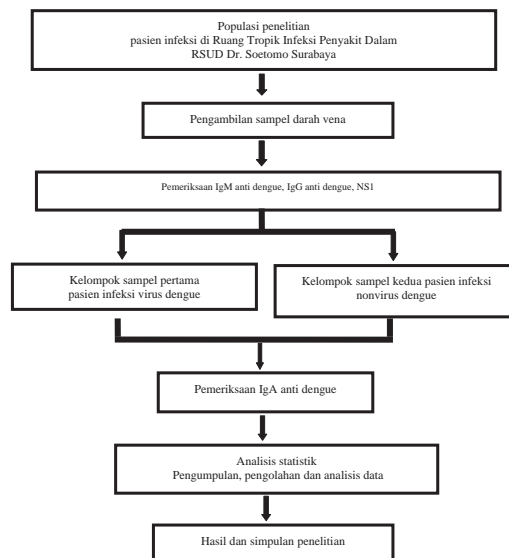 Populasi penelitian
pasien infeksi di Ruang Tropik Infeksi Penyakit Dalam
RSUD Dr. Soetomo Surabaya
Pengambilan sampel darah vena
Pemeriksaan IgM anti dengue, IgG anti dengue, NS1
Kelompok sampel pertama
pasien infeksi virus dengue
Kelompok sampel kedua pasien infeksi
nonvirus dengue
Pemeriksaan IgA anti dengue
Analisis statistik
Pengumpulan, pengolahan dan analisis data
Hasil dan simpulan penelitian